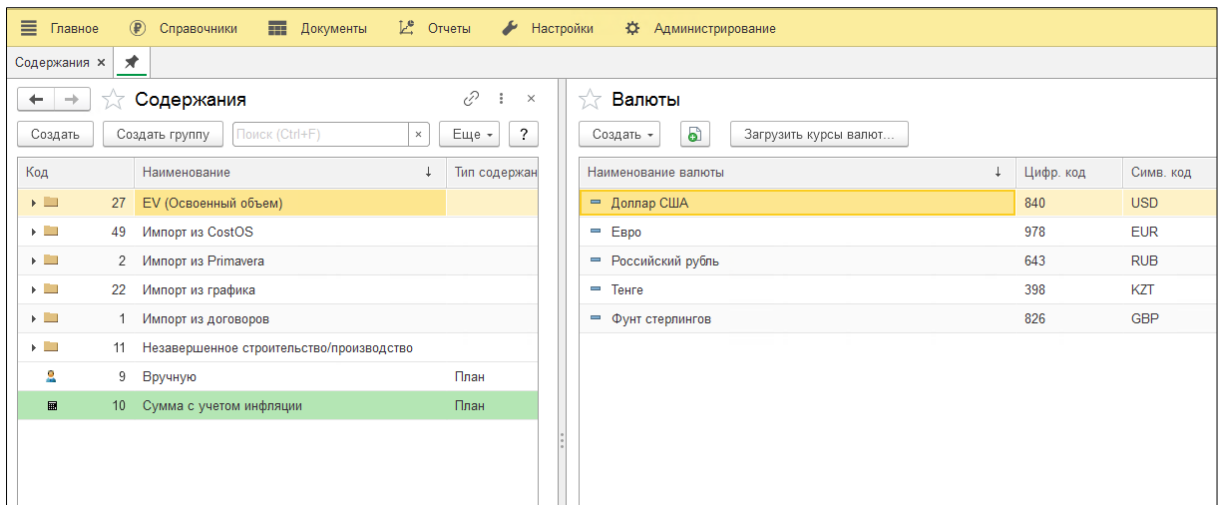 Главное Справочники Документы Отчеты Настройки Администрирование
Содержания ×
Содержания
Создать Создать группу Поиск (Ctrl+F) × Еще ?
Код Наименование ↓ Тип содержан
27 EV (Освоенный объем)
49 Импорт из CostOS
2 Импорт из Primavera
22 Импорт из графика
1 Импорт из договоров
11 Незавершенное строительство/производство
9 Вручную План
10 Сумма с учетом инфляции План
Валюты
Создать Загрузить курсы валют...
Наименование валюты ↓ Цифр. код Симв. код
Доллар США 840 USD
Евро 978 EUR
Российский рубль 643 RUB
Тенге 398 KZT
Фунт стерлингов 826 GBP